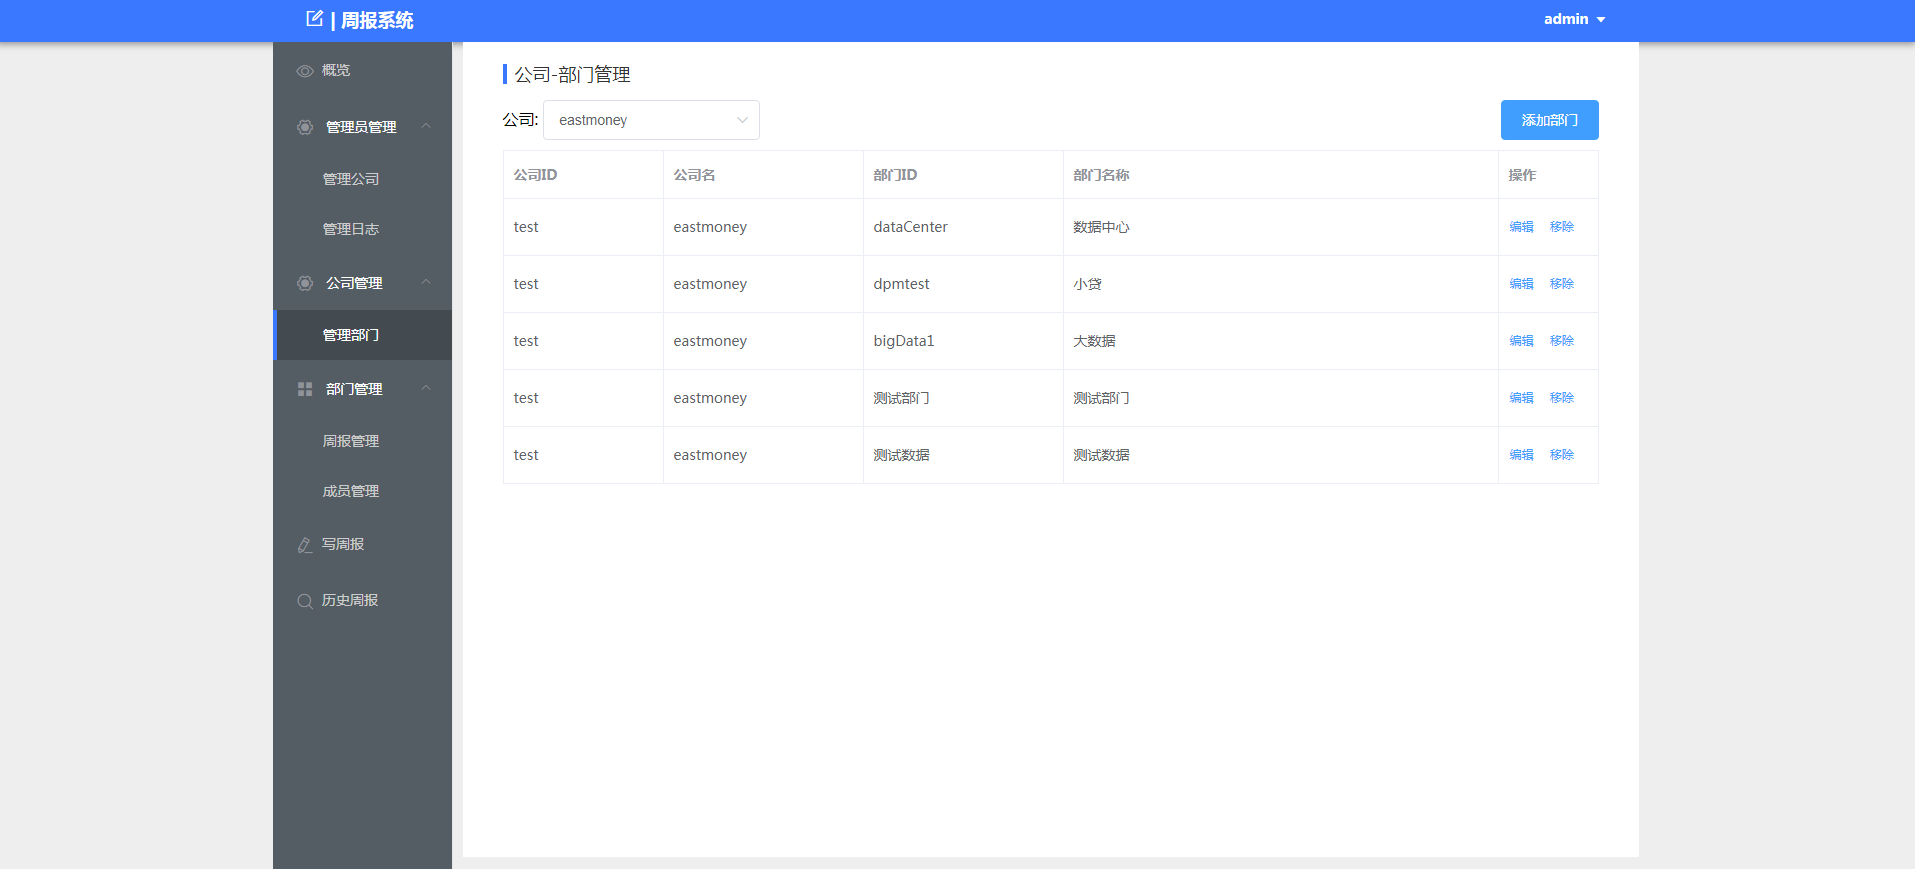 | 周报系统
admin
概览
管理员管理
管理公司
管理日志
公司管理
管理部门
部门管理
周报管理
成员管理
写周报
历史周报
公司-部门管理
公司: eastmoney
添加部门
公司ID 公司名 部门ID 部门名称 操作
test eastmoney dataCenter 数据中心 编辑 移除
test eastmoney dpmtest 小贷 编辑 移除
test eastmoney bigData1 大数据 编辑 移除
test eastmoney 测试部门 测试部门 编辑 移除
test eastmoney 测试数据 测试数据 编辑 移除